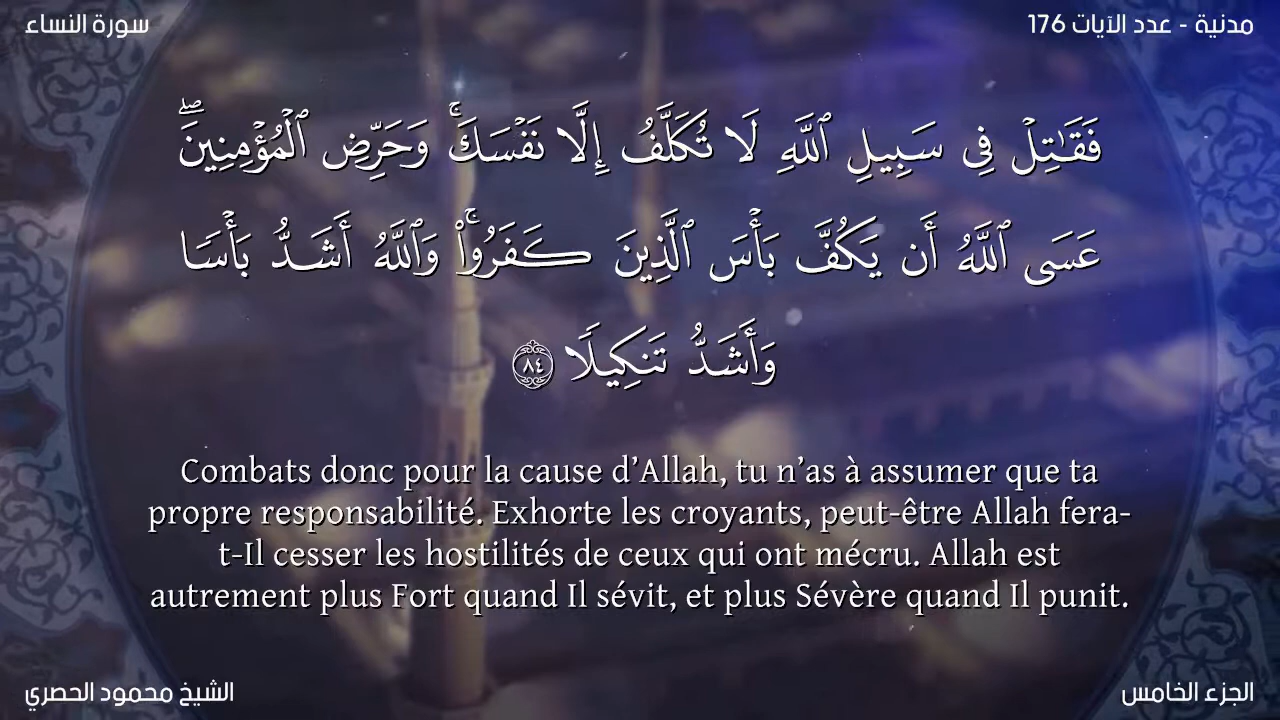 سورة النساء
مدنية - عدد الآيات 176
فَقَـٰتِلۡ فِى سَبِيلِ ٱللَّهِ لَا تُكَلَّفُ إِلَّا نَفۡسَكَۚ وَحَرِّضِ ٱلۡمُؤۡمِنِينَۖ
عَسَى ٱللَّهُ أَن يَكُفَّ بَأۡسَ ٱلَّذِينَ كَفَرُوا۟ۚ وَٱللَّهُ أَشَدُّ بَأۡسࣰا
وَأَشَدُّ تَنكِيلࣰا ٨٤
Combats donc pour la cause d’Allah, tu n’as à assumer que ta
propre responsabilité. Exhorte les croyants, peut-être Allah fera-
t-Il cesser les hostilités de ceux qui ont mécru. Allah est
autrement plus Fort quand Il sévit, et plus Sévère quand Il punit.
الشيخ محمود الحصري
الجزء الخامس